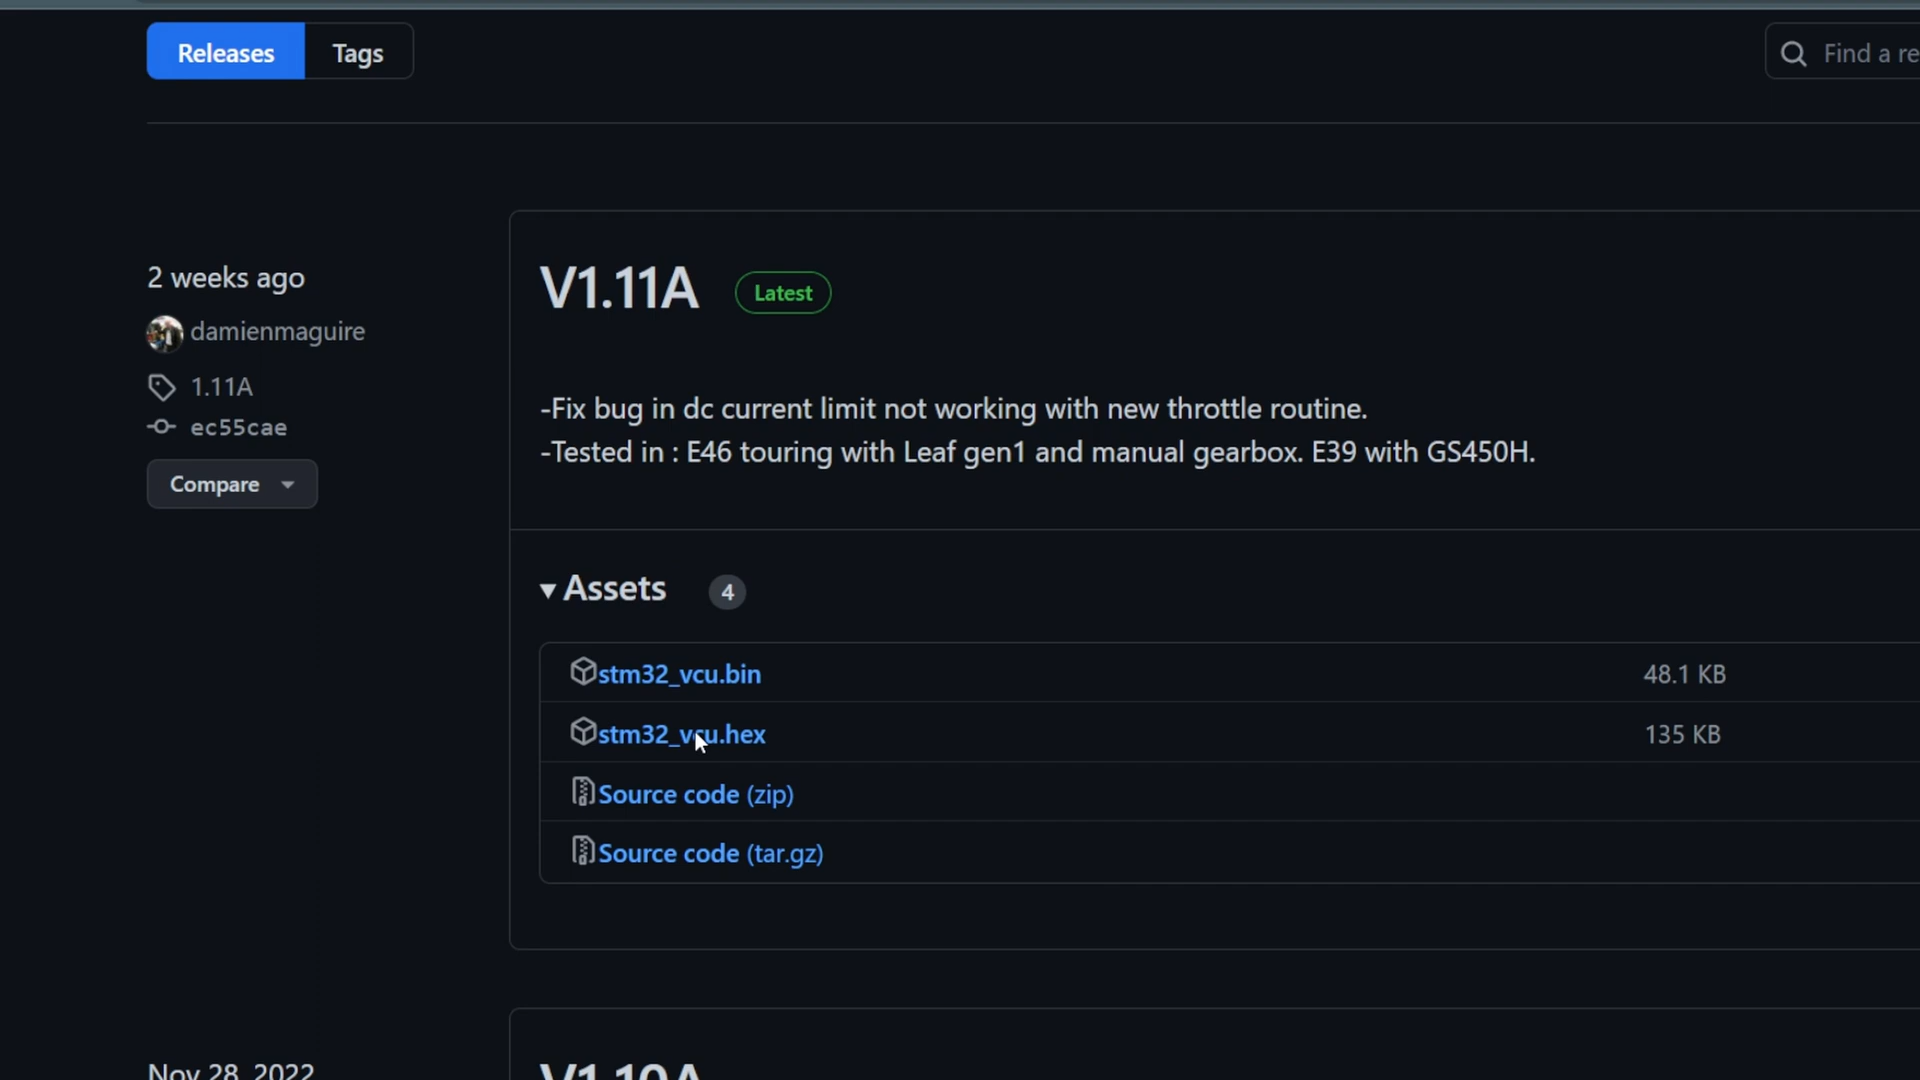 Releases
Tags
Find a re
2 weeks ago
damienmaguire
1.11A
ec55cae
Compare
V1.11A
Latest
-Fix bug in dc current limit not working with new throttle routine.
-Tested in : E46 touring with Leaf gen1 and manual gearbox. E39 with GS450H.
Assets
4
stm32_vcu.bin
48.1 KB
stm32_vcu.hex
135 KB
Source code (zip)
Source code (tar.gz)
Nov 28, 2022
V1.10A